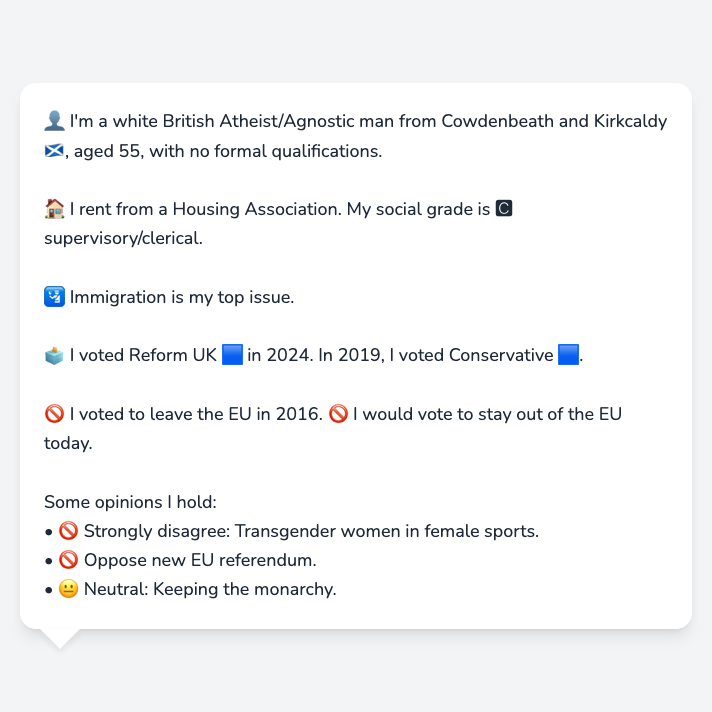 👤 I'm a white British Atheist/Agnostic man from Cowdenbeath and Kirkcaldy
🏴󠁧󠁢󠁳󠁣󠁴󠁿, aged 55, with no formal qualifications.
🏠 I rent from a Housing Association. My social grade is 🅲
supervisory/clerical.
🛂 Immigration is my top issue.
🗳️ I voted Reform UK 🟦 in 2024. In 2019, I voted Conservative 🟦.
🚫 I voted to leave the EU in 2016. 🚫 I would vote to stay out of the EU
today.
Some opinions I hold:
• 🚫 Strongly disagree: Transgender women in female sports.
• 🚫 Oppose new EU referendum.
• 😐 Neutral: Keeping the monarchy.